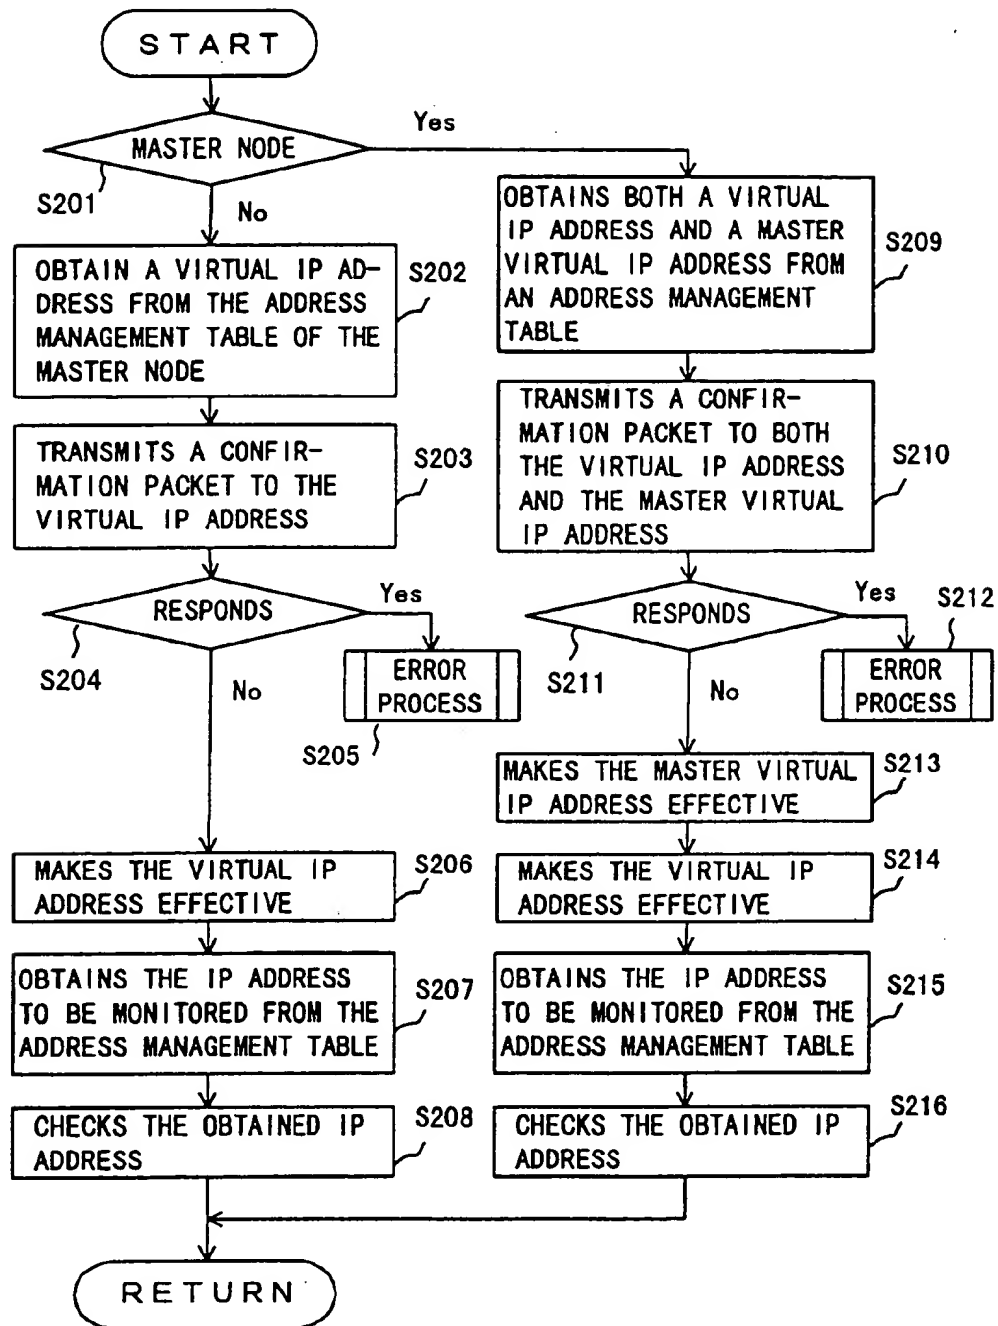 START
MASTER NODE
Yes
S201
No
OBTAIN A VIRTUAL IP AD-
DRESS FROM THE ADDRESS
MANAGEMENT TABLE OF THE
MASTER NODE
S202
TRANSMITS A CONFIR-
MATION PACKET TO THE
VIRTUAL IP ADDRESS
S203
RESPONDS
Yes
S204
No
ERROR
PROCESS
S205
MAKES THE VIRTUAL IP
ADDRESS EFFECTIVE
S206
OBTAINS THE IP ADDRESS
TO BE MONITORED FROM THE
ADDRESS MANAGEMENT TABLE
S207
CHECKS THE OBTAINED IP
ADDRESS
S208
OBTAINS BOTH A VIRTUAL
IP ADDRESS AND A MASTER
VIRTUAL IP ADDRESS FROM
AN ADDRESS MANAGEMENT
TABLE
S209
TRANSMITS A CONFIR-
MATION PACKET TO BOTH
THE VIRTUAL IP ADDRESS
AND THE MASTER VIRTUAL
IP ADDRESS
S210
RESPONDS
Yes
S211
No
S212
ERROR
PROCESS
MAKES THE MASTER VIRTUAL
IP ADDRESS EFFECTIVE
S213
MAKES THE VIRTUAL IP
ADDRESS EFFECTIVE
S214
OBTAINS THE IP ADDRESS
TO BE MONITORED FROM THE
ADDRESS MANAGEMENT TABLE
S215
CHECKS THE OBTAINED IP
ADDRESS
S216
RETURN